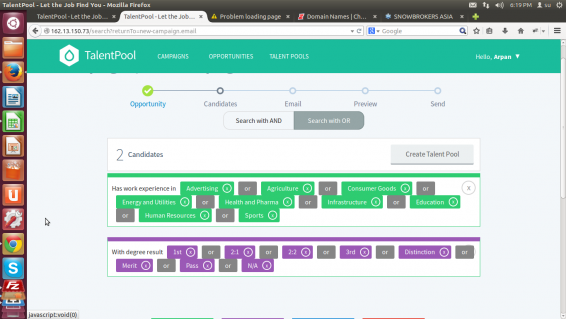 TalentPool - Let the Job Find You - Mozilla Firefox
6:19 PM su
TalentPool - Let the Job... × TalentPool - Let the Job... × Problem loading page × Domain Names | Ch... × SNOWBROKERS ASIA ×
162.13.150.73/search?returnTo=new-campaign.email Google
TalentPool CAMPAIGNS OPPORTUNITIES TALENT POOLS Hello, Arpan
Opportunity Candidates Email Preview Send
Search with AND Search with OR
2 Candidates Create Talent Pool
Has work experience in Advertising x or Agriculture x or Consumer Goods x or X
Energy and Utilities x or Health and Pharma x or Infrastructure x or Education x
or Human Resources x or Sports x
With degree result 1st x or 2:1 x or 2:2 x or 3rd x or Distinction x or
Merit x or Pass x or N/A x
javascript:void(0)